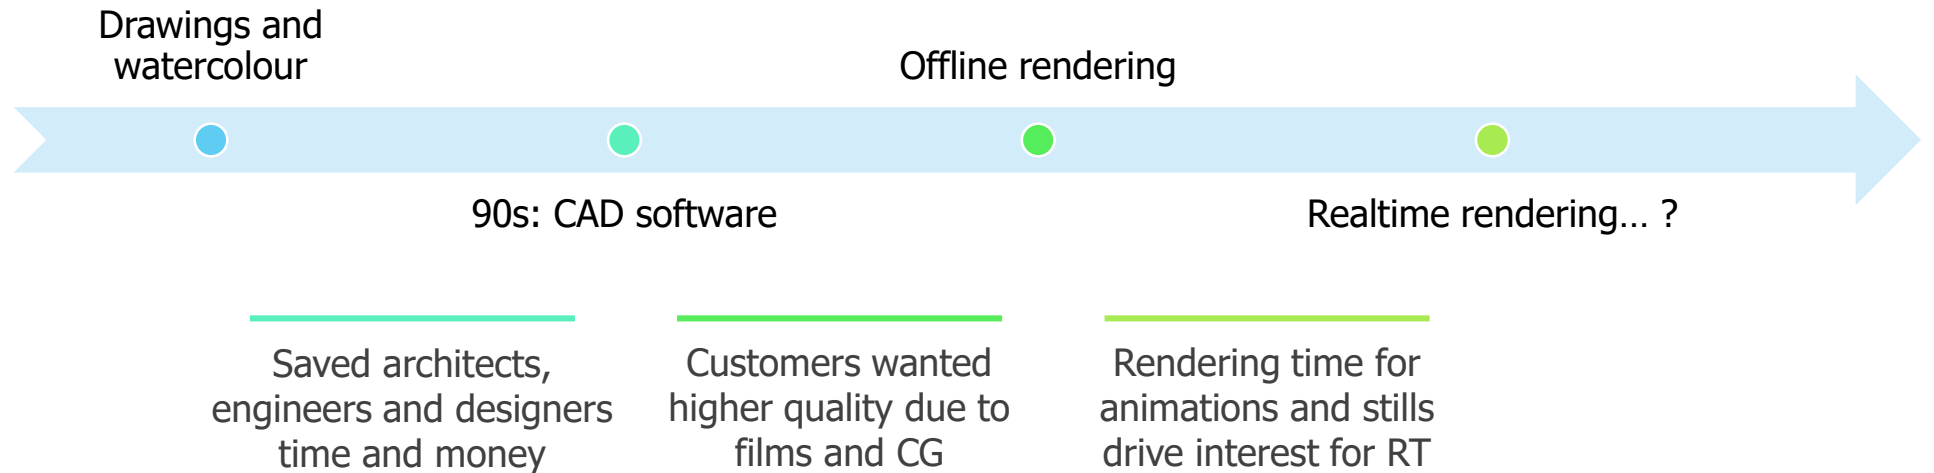 Drawings and
watercolour
Offline rendering
90s: CAD software
Realtime rendering... ?
Saved architects,
engineers and designers
time and money
Customers wanted
higher quality due to
films and CG
Rendering time for
animations and stills
drive interest for RT